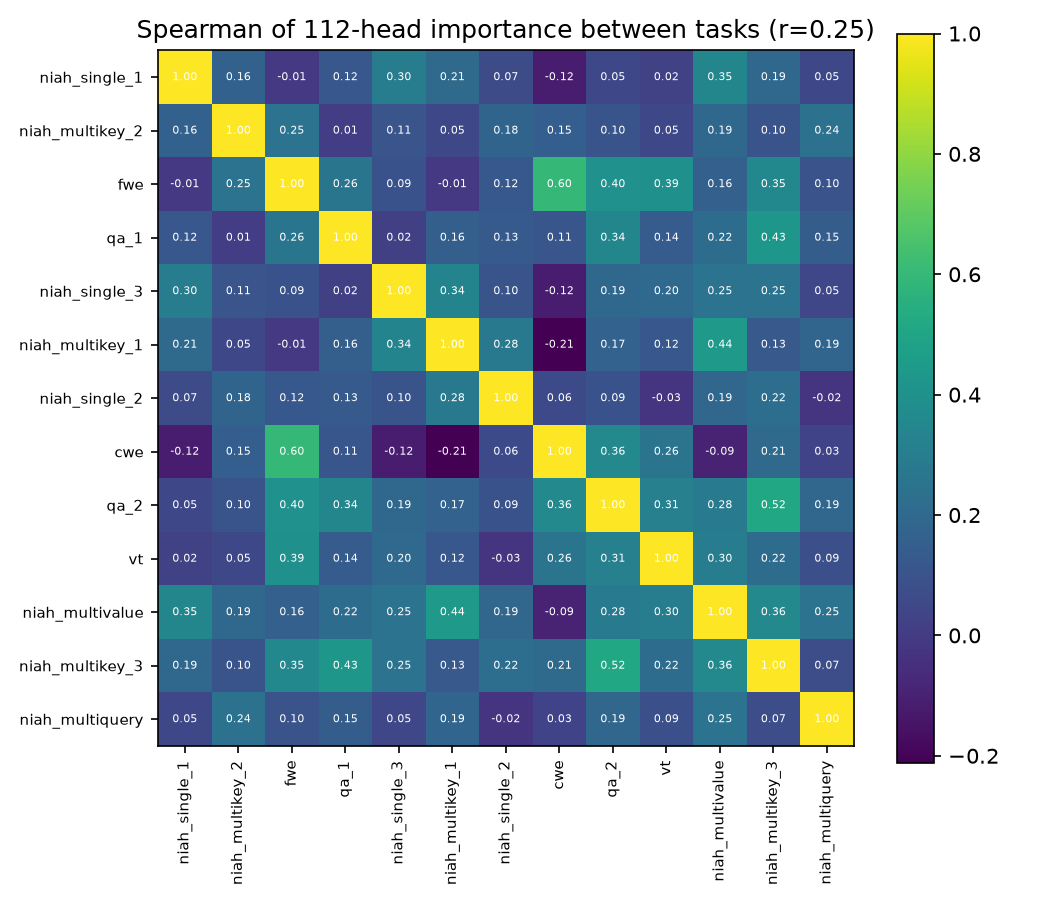 Spearman of 112-head importance between tasks (r=0.25)
niah_single_1 1.00 0.16 -0.01 0.12 0.30 0.21 0.07 -0.12 0.05 0.02 0.35 0.19 0.05
niah_multikey_2 0.16 1.00 0.25 0.01 0.11 0.05 0.18 0.15 0.10 0.05 0.19 0.10 0.24
fwe -0.01 0.25 1.00 0.26 0.09 -0.01 0.12 0.60 0.40 0.39 0.16 0.35 0.10
qa_1 0.12 0.01 0.26 1.00 0.02 0.16 0.13 0.11 0.34 0.14 0.22 0.43 0.15
niah_single_3 0.30 0.11 0.09 0.02 1.00 0.34 0.10 -0.12 0.19 0.20 0.25 0.25 0.05
niah_multikey_1 0.21 0.05 -0.01 0.16 0.34 1.00 0.28 -0.21 0.17 0.12 0.44 0.13 0.19
niah_single_2 0.07 0.18 0.12 0.13 0.10 0.28 1.00 0.06 0.09 -0.03 0.19 0.22 -0.02
cwe -0.12 0.15 0.60 0.11 -0.12 -0.21 0.06 1.00 0.36 0.26 -0.09 0.21 0.03
qa_2 0.05 0.10 0.40 0.34 0.19 0.17 0.09 0.36 1.00 0.31 0.28 0.52 0.19
vt 0.02 0.05 0.39 0.14 0.20 0.12 -0.03 0.26 0.31 1.00 0.30 0.22 0.09
niah_multivalue 0.35 0.19 0.16 0.22 0.25 0.44 0.19 -0.09 0.28 0.30 1.00 0.36 0.25
niah_multikey_3 0.19 0.10 0.35 0.43 0.25 0.13 0.22 0.21 0.52 0.22 0.36 1.00 0.07
niah_multiquery 0.05 0.24 0.10 0.15 0.05 0.19 -0.02 0.03 0.19 0.09 0.25 0.07 1.00
niah_single_1
niah_multikey_2
fwe
qa_1
niah_single_3
niah_multikey_1
niah_single_2
cwe
qa_2
vt
niah_multivalue
niah_multikey_3
niah_multiquery
1.0
0.8
0.6
0.4
0.2
0.0
−0.2